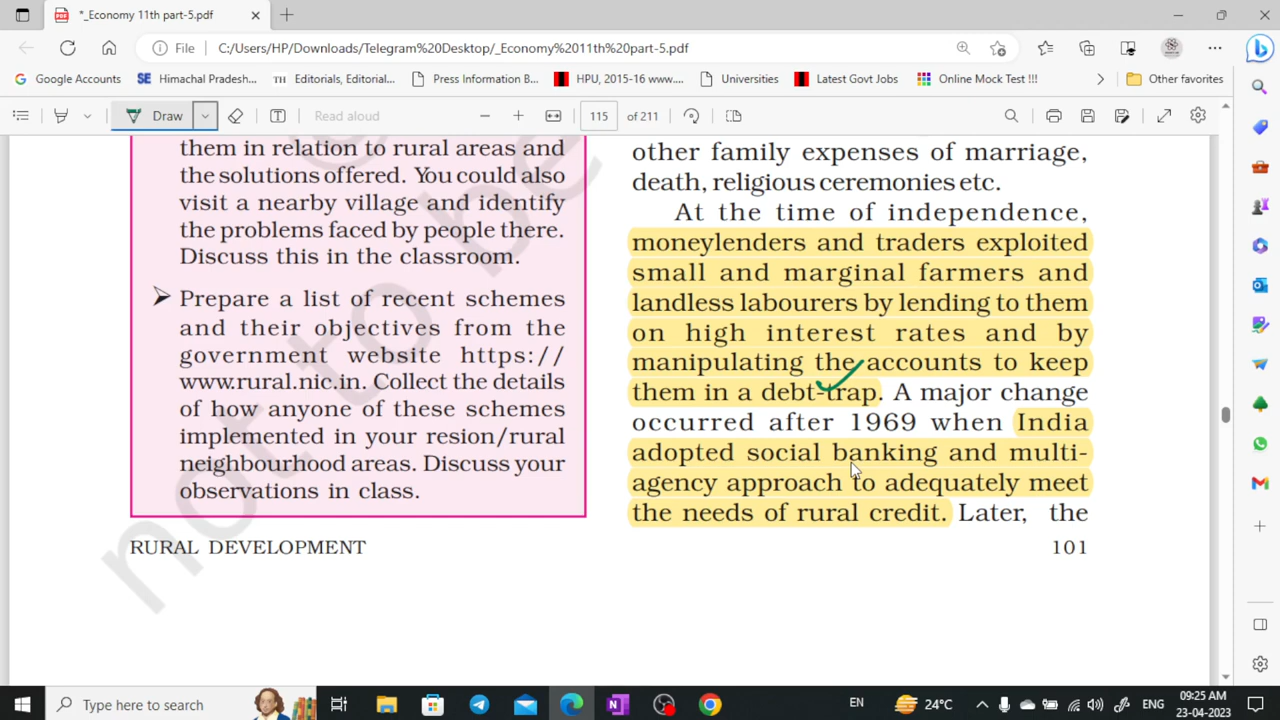 *_Economy 11th part-5.pdf
File C:/Users/HP/Downloads/Telegram%20Desktop/_Economy%2011th%20part-5.pdf
Google Accounts
SE Himachal Pradesh...
TH Editorials, Editorial...
Press Information B...
HPU, 2015-16 www....
Universities
Latest Govt Jobs
Online Mock Test !!!
Other favorites
Draw
Read aloud
115 of 211
them in relation to rural areas and
the solutions offered. You could also
visit a nearby village and identify
the problems faced by people there.
Discuss this in the classroom.
➢ Prepare a list of recent schemes
and their objectives from the
government website https://
www.rural.nic.in. Collect the details
of how anyone of these schemes
implemented in your resion/rural
neighbourhood areas. Discuss your
observations in class.
other family expenses of marriage,
death, religious ceremonies etc.
At the time of independence,
moneylenders and traders exploited
small and marginal farmers and
landless labourers by lending to them
on high interest rates and by
manipulating the accounts to keep
them in a debt-trap. A major change
occurred after 1969 when India
adopted social banking and multi-
agency approach to adequately meet
the needs of rural credit. Later, the
RURAL DEVELOPMENT
101
not to be
Type here to search
EN
24°C
ENG
09:25 AM
23-04-2023